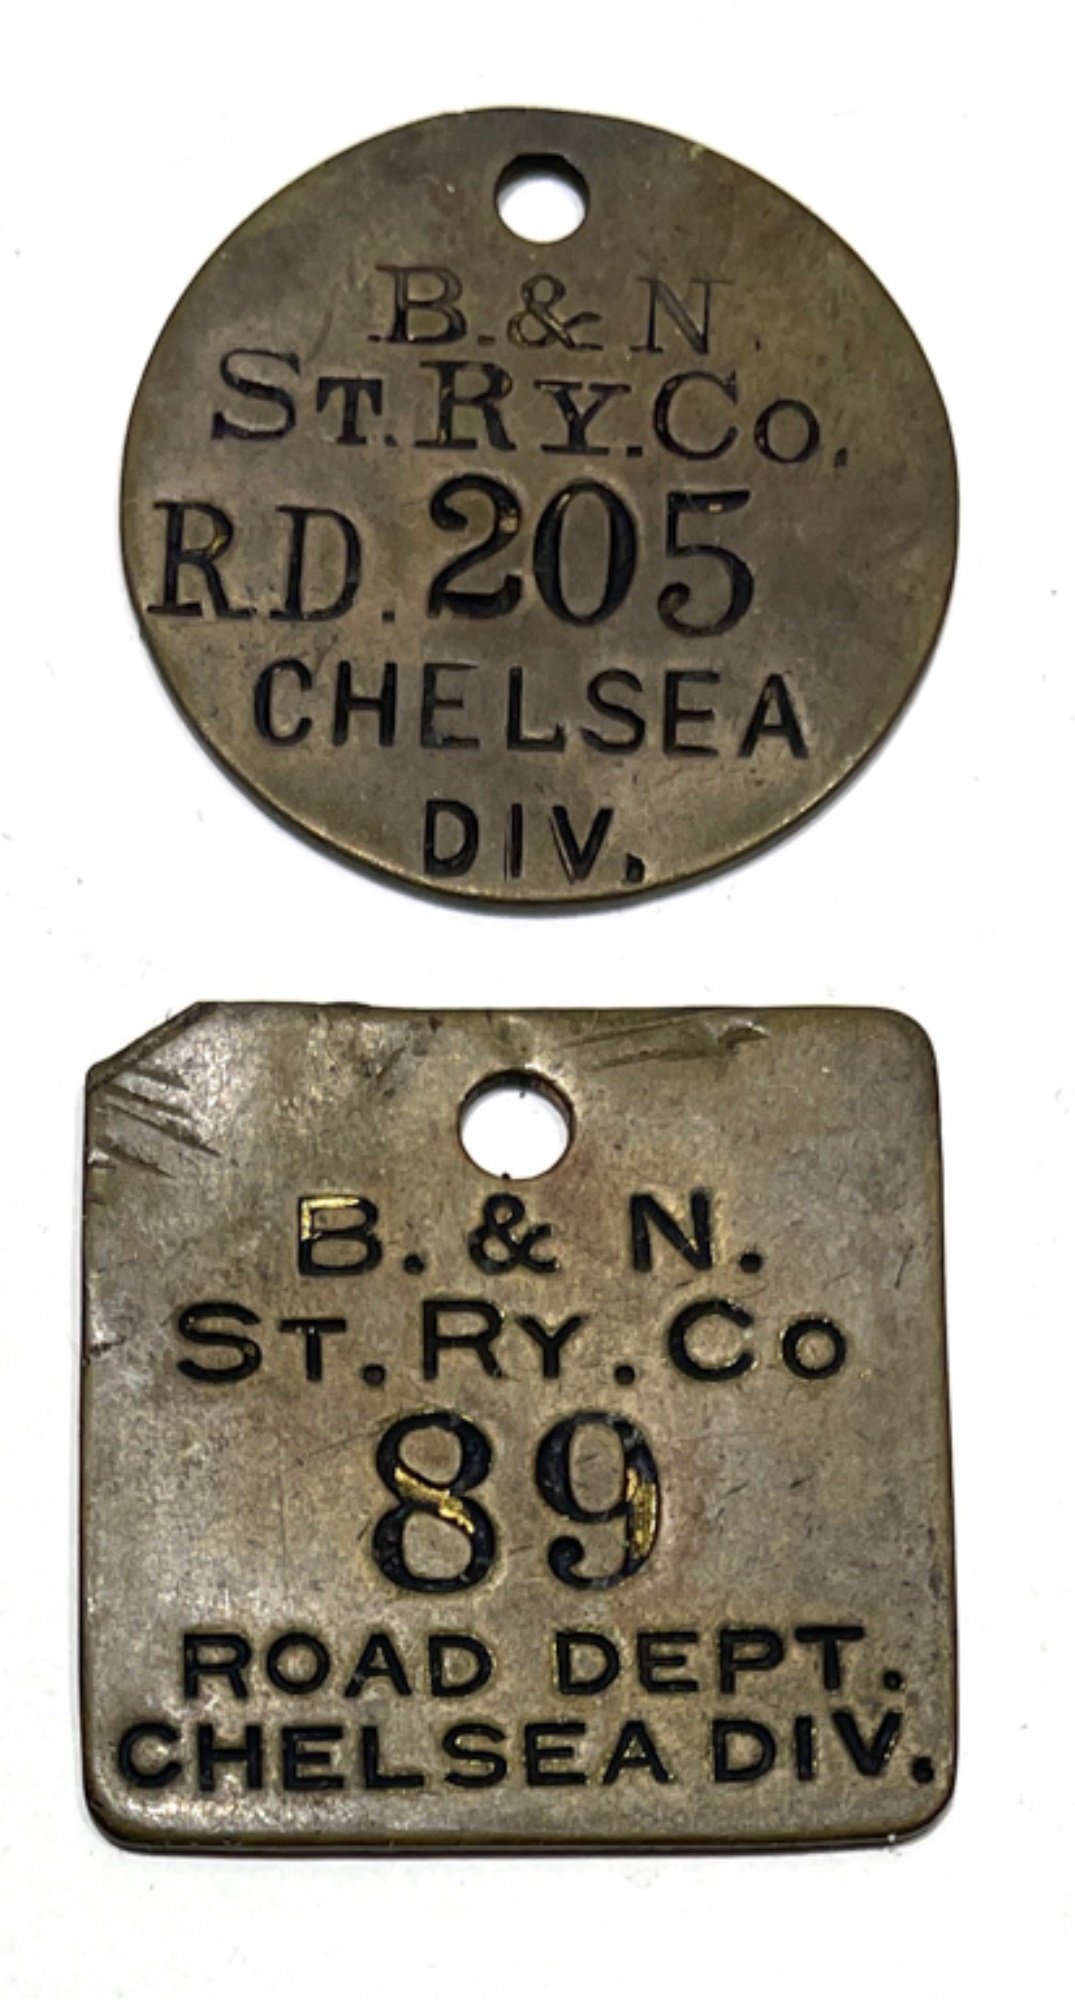 B. & N.
ST. RY. CO.
RD. 205
CHELSEA
DIV.
B. & N.
ST. RY. CO
89
ROAD DEPT.
CHELSEA DIV.